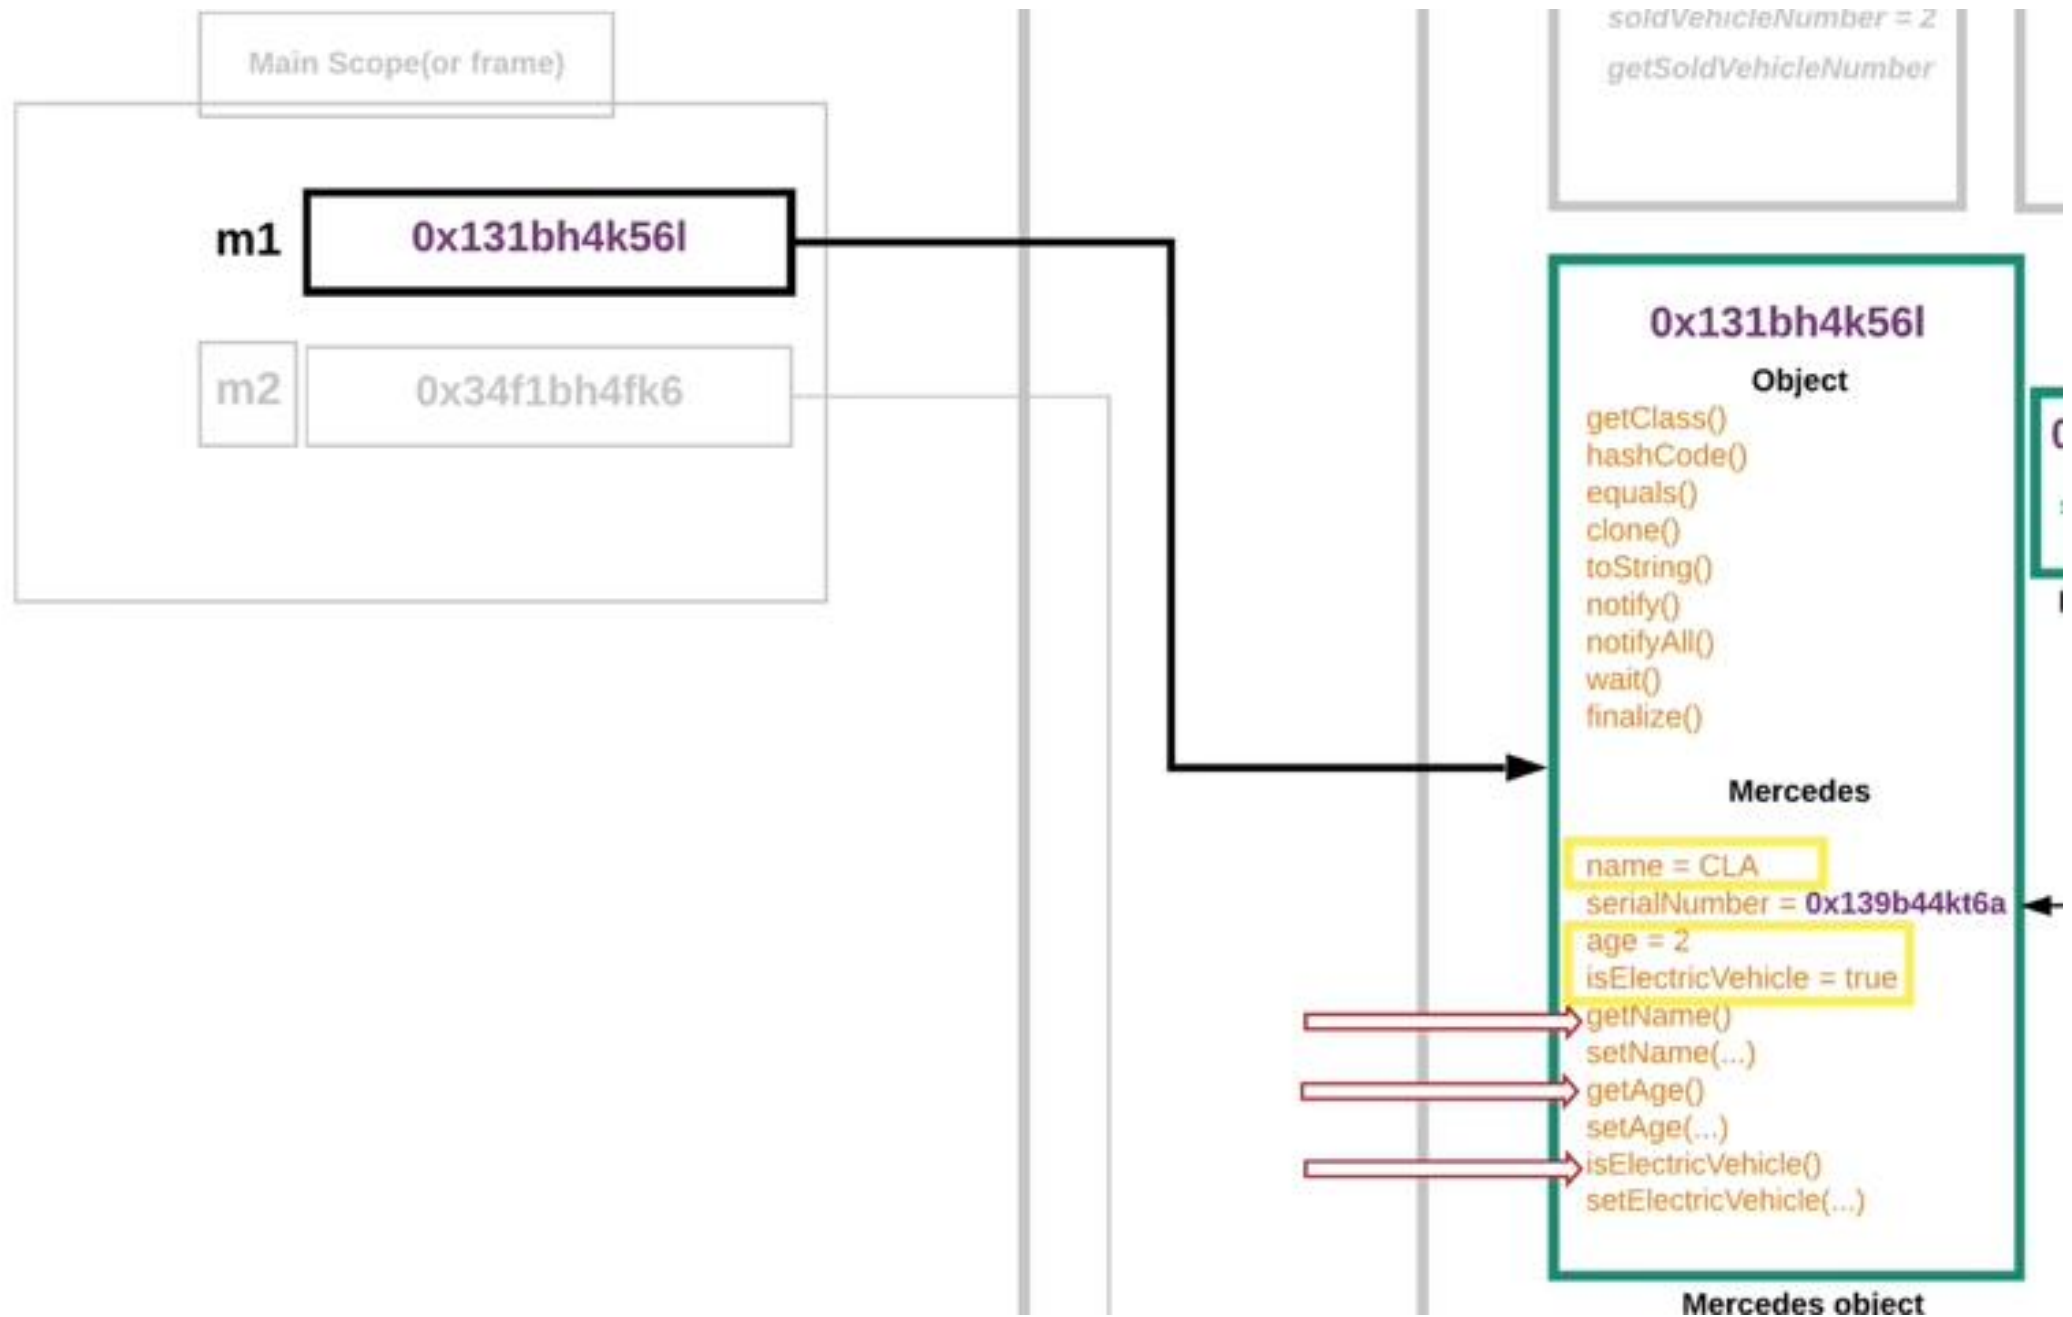 Main Scope(or frame)
m1
0x131bh4k56l
m2
0x34f1bh4fk6
soldVehicleNumber = 2
getSoldVehicleNumber
0x131bh4k56l
Object
getClass()
hashCode()
equals()
clone()
toString()
notify()
notifyAll()
wait()
finalize()
Mercedes
name = CLA
serialNumber = 0x139b44kt6a
age = 2
isElectricVehicle = true
getName()
setName(...)
getAge()
setAge(...)
isElectricVehicle()
setElectricVehicle(...)
Mercedes object